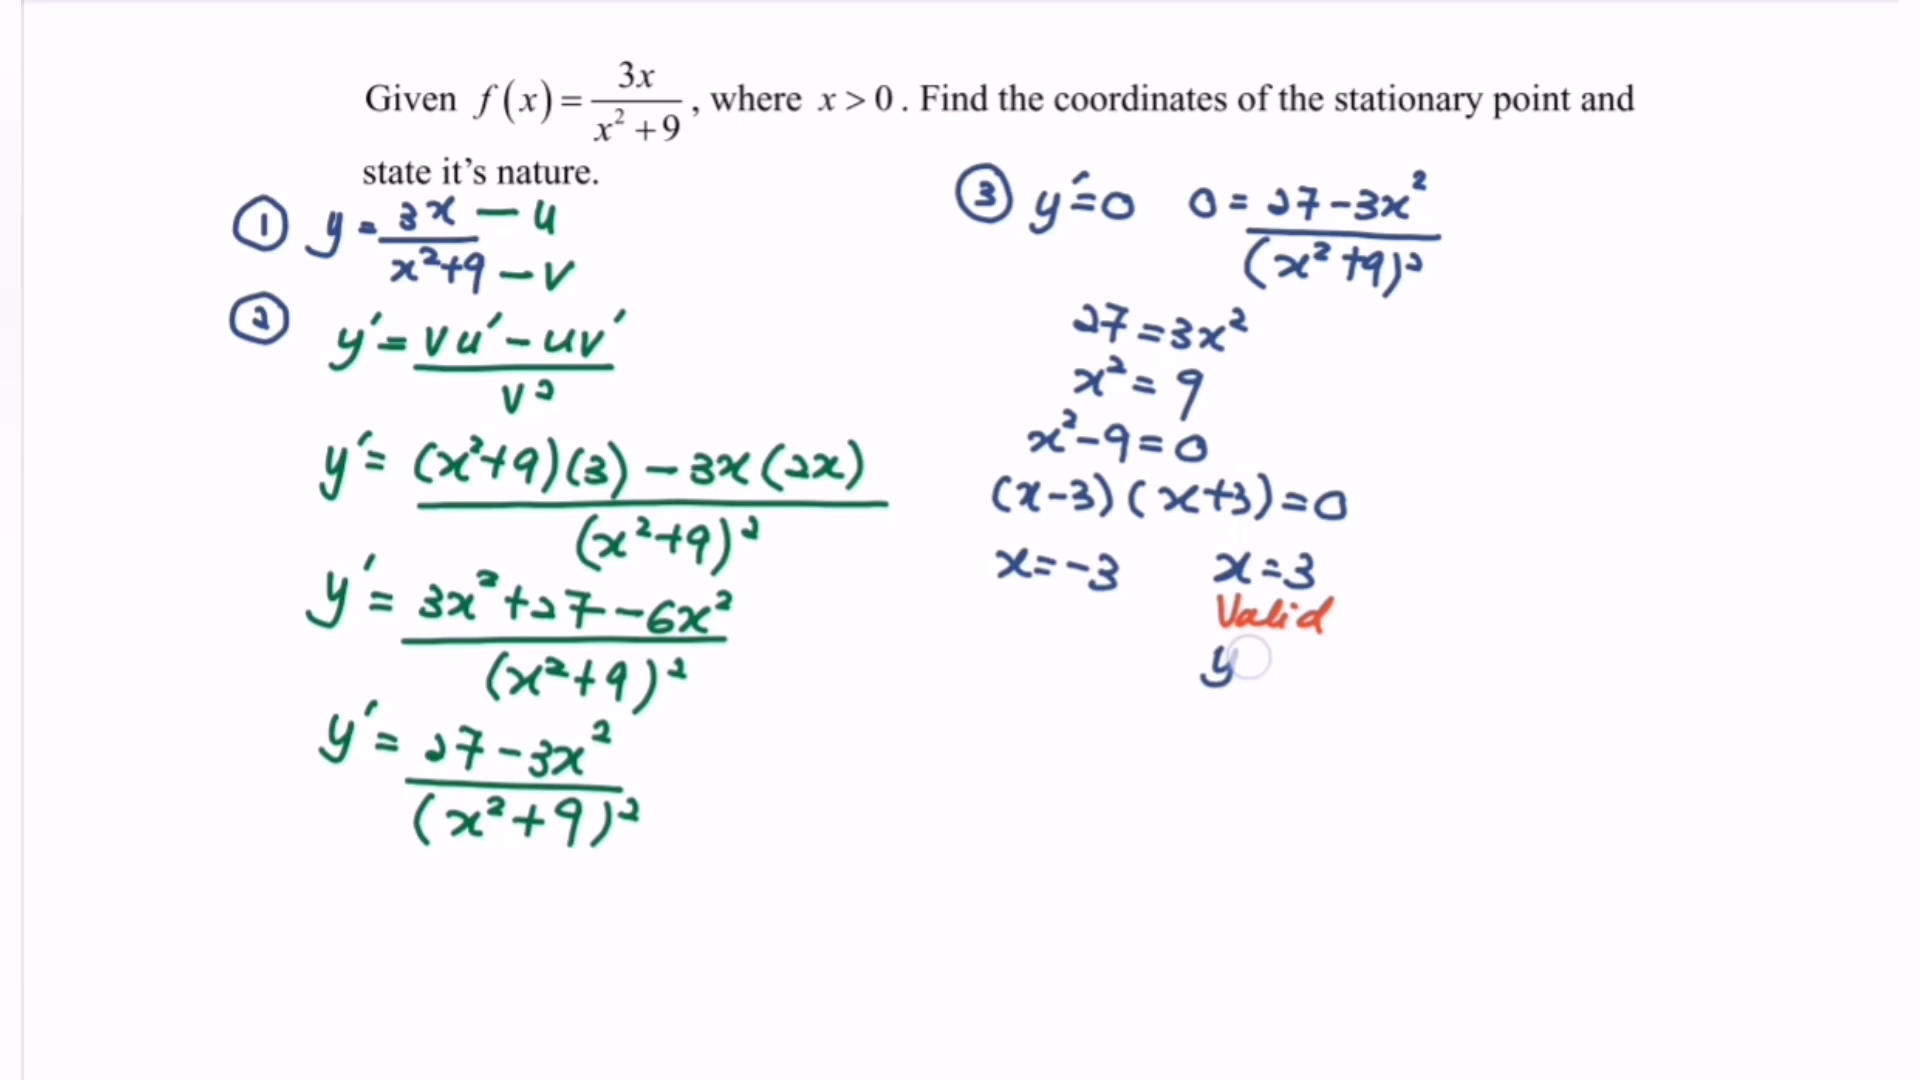 Given f(x) = 3x / (x² + 9), where x > 0. Find the coordinates of the stationary point and
state it's nature.
① y = 3x – u
x²+9 – v
② y' = vu' - uv' / v²
y' = (x²+9)(3) - 3x(2x) / (x²+9)²
y' = 3x² + 27 - 6x² / (x²+9)²
y' = 27 - 3x² / (x²+9)²
③ y' = 0 0 = 27 - 3x² / (x²+9)²
27 = 3x²
x² = 9
x² - 9 = 0
(x-3)(x+3) = 0
x = -3 x = 3
Valid
y